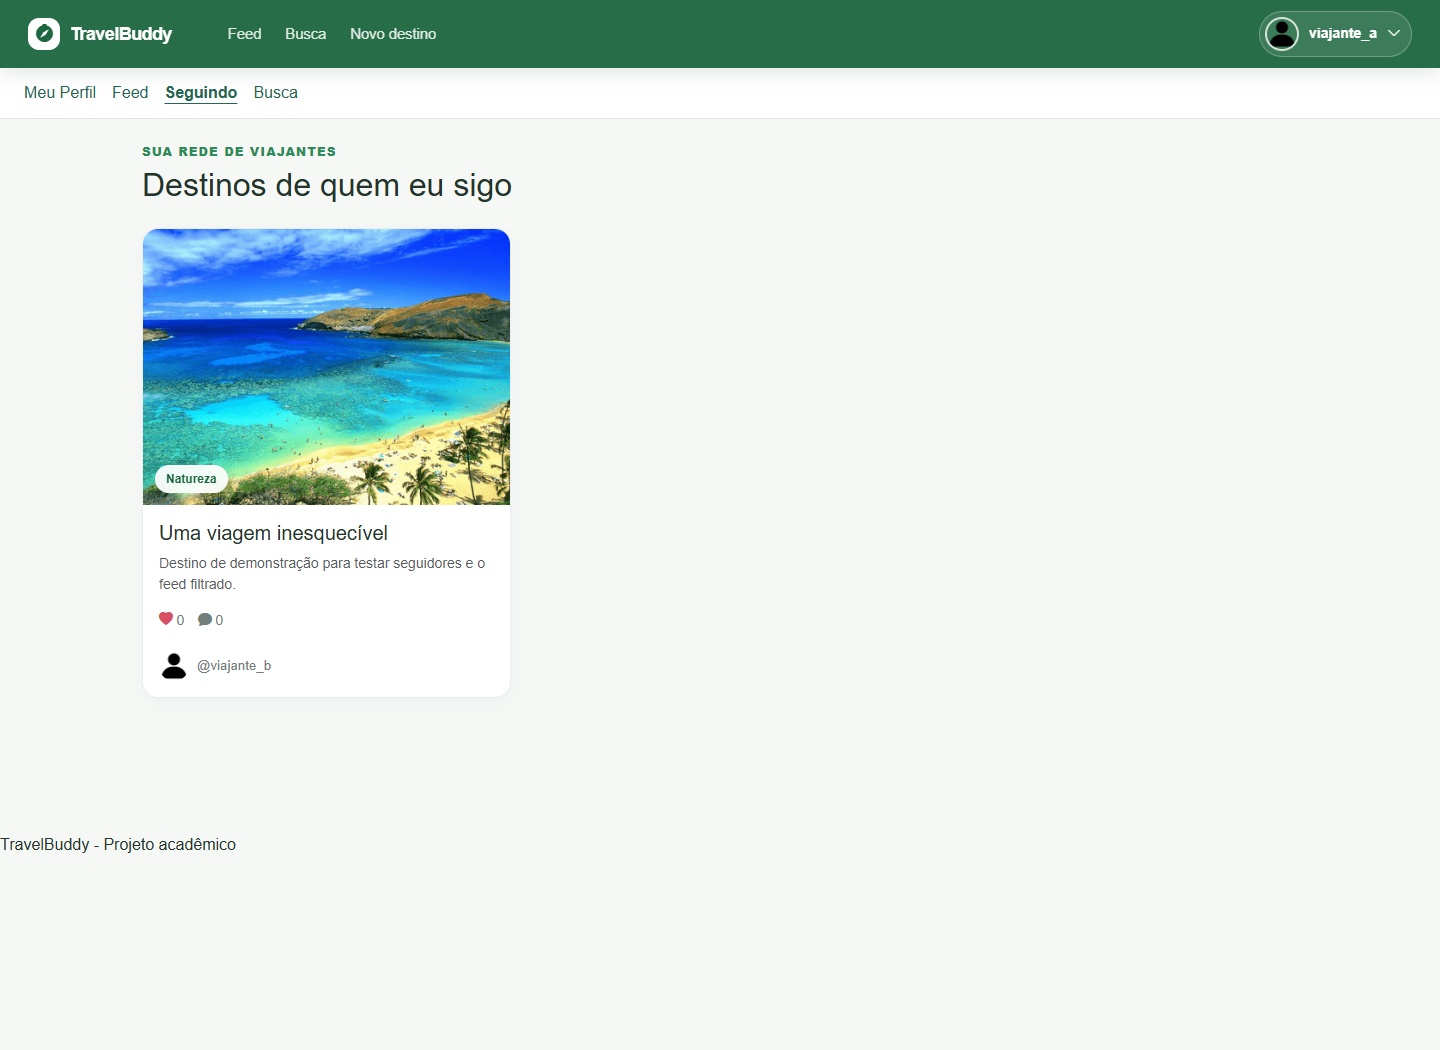 TravelBuddy
Feed
Busca
Novo destino
viajante_a
Meu Perfil
Feed
Seguindo
Busca
SUA REDE DE VIAJANTES
Destinos de quem eu sigo
Natureza
Uma viagem inesquecível
Destino de demonstração para testar seguidores e o
feed filtrado.
0
0
@viajante_b
TravelBuddy - Projeto acadêmico